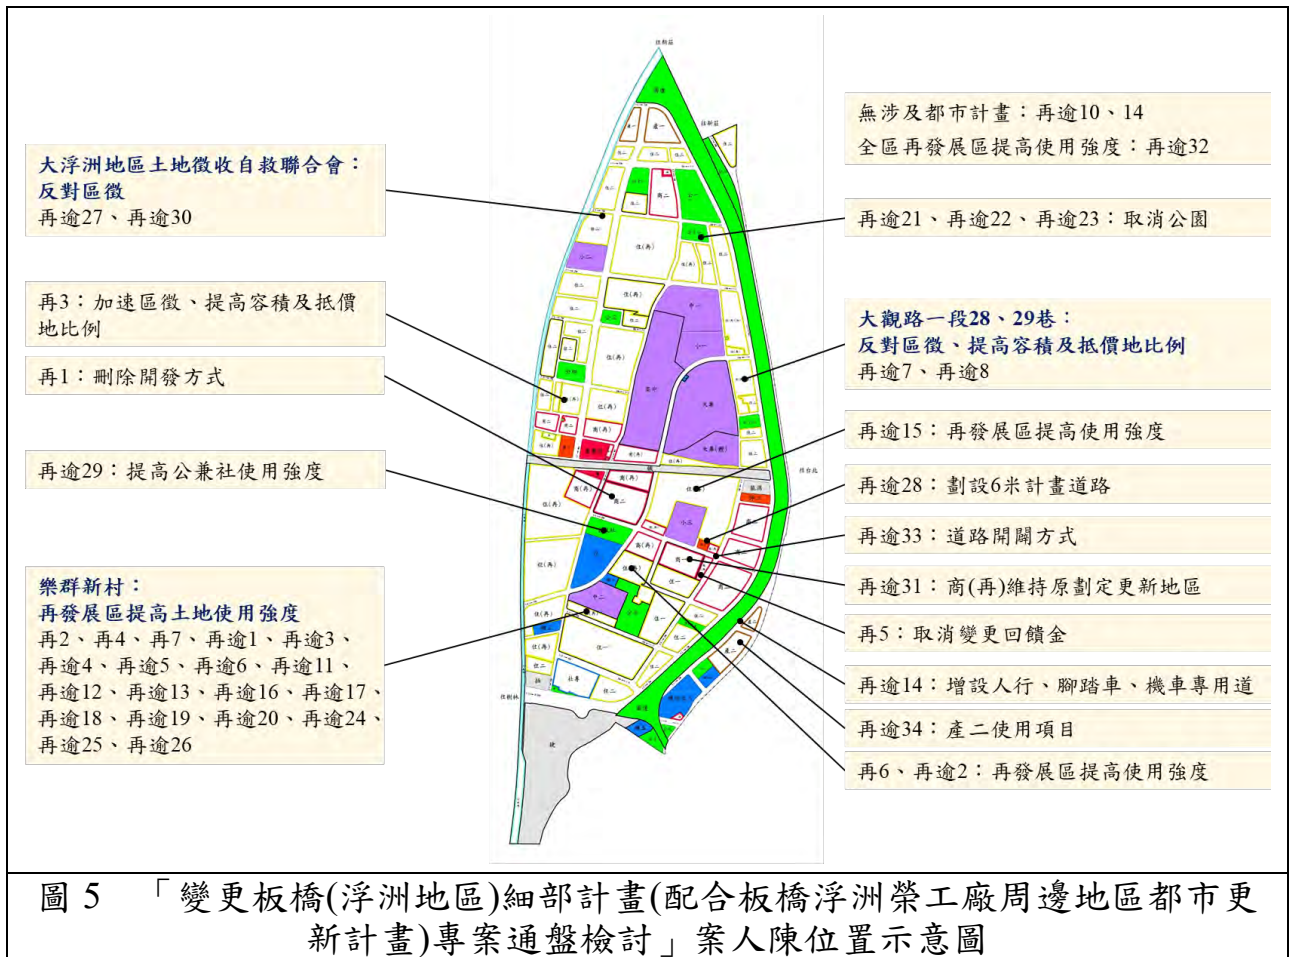 大浮洲地區土地徵收自救聯合會：
反對區徵
再逾27、再逾30
再3：加速區徵、提高容積及抵價
地比例
再1：刪除開發方式
再逾29：提高公兼社使用強度
樂群新村：
再發展區提高土地使用強度
再2、再4、再7、再逾1、再逾3、
再逾4、再逾5、再逾6、再逾11、
再逾12、再逾13、再逾16、再逾17、
再逾18、再逾19、再逾20、再逾24、
再逾25、再逾26
無涉及都市計畫：再逾10、14
全區再發展區提高使用強度：再逾32
再逾21、再逾22、再逾23：取消公園
大觀路一段28、29巷：
反對區徵、提高容積及抵價地比例
再逾7、再逾8
再逾15：再發展區提高使用強度
再逾28：劃設6米計畫道路
再逾33：道路開闢方式
再逾31：商(再)維持原劃定更新地區
再5：取消變更回饋金
再逾14：增設人行、腳踏車、機車專用道
再逾34：產二使用項目
再6、再逾2：再發展區提高使用強度
圖 5 「變更板橋(浮洲地區)細部計畫(配合板橋浮洲榮工廠周邊地區都市更
新計畫)專案通盤檢討」案人陳位置示意圖